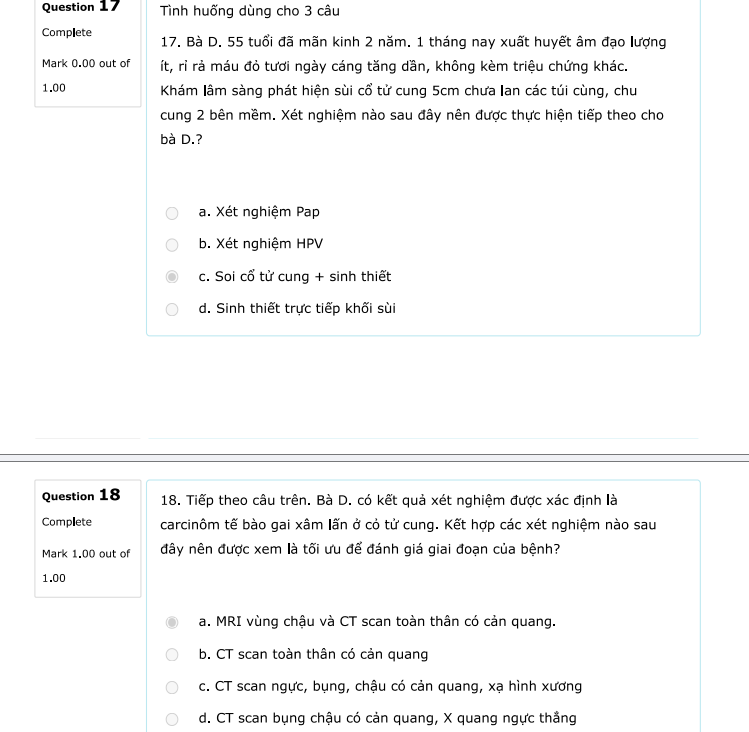 Question 17
Complete
Mark 0.00 out of
1.00
Tình huống dùng cho 3 câu
17. Bà D. 55 tuổi đã mãn kinh 2 năm. 1 tháng nay xuất huyết âm đạo lượng
ít, rỉ rả máu đỏ tươi ngày cáng tăng dần, không kèm triệu chứng khác.
Khám lâm sàng phát hiện sùi cổ tử cung 5cm chưa lan các túi cùng, chu
cung 2 bên mềm. Xét nghiệm nào sau đây nên được thực hiện tiếp theo cho
bà D.?
a. Xét nghiệm Pap
b. Xét nghiệm HPV
c. Soi cổ tử cung + sinh thiết
d. Sinh thiết trực tiếp khối sùi
Question 18
Complete
Mark 1.00 out of
1.00
18. Tiếp theo câu trên. Bà D. có kết quả xét nghiệm được xác định là
carcinôm tế bào gai xâm lấn ở cỏ tử cung. Kết hợp các xét nghiệm nào sau
đây nên được xem là tối ưu để đánh giá giai đoạn của bệnh?
a. MRI vùng chậu và CT scan toàn thân có cản quang.
b. CT scan toàn thân có cản quang
c. CT scan ngực, bụng, chậu có cản quang, xạ hình xương
d. CT scan bụng chậu có cản quang, X quang ngực thẳng